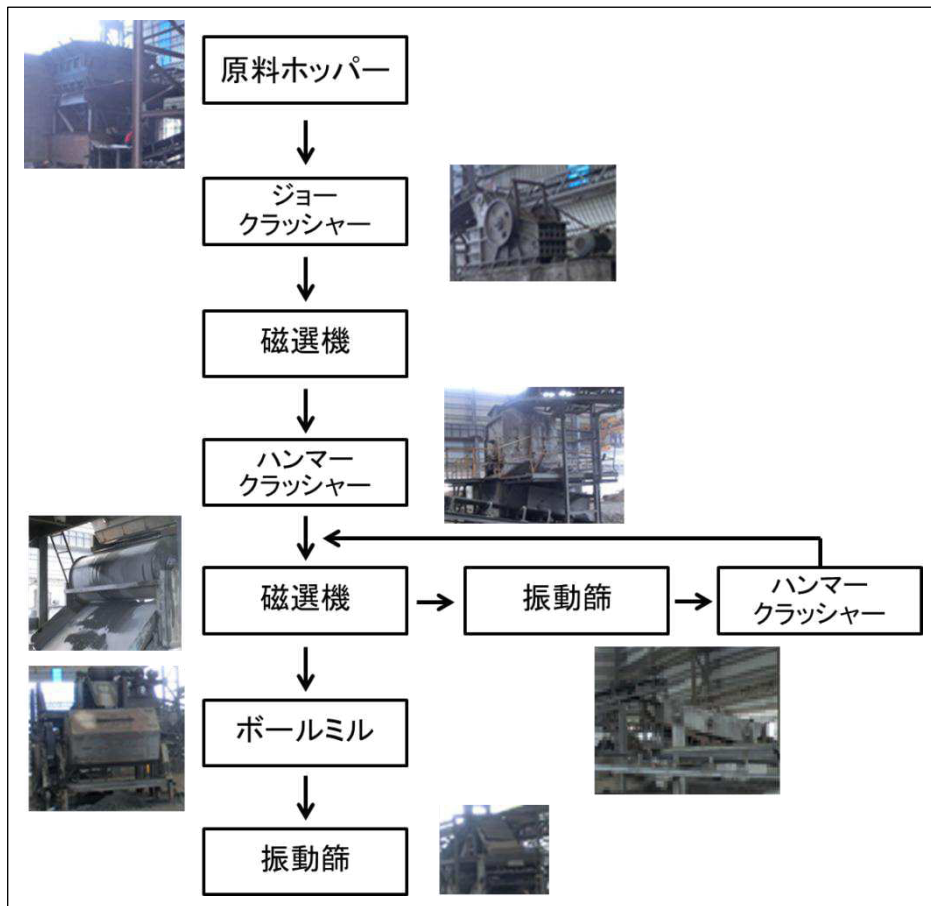 原料ホッパー
ジョー
クラッシャー
磁選機
ハンマー
クラッシャー
磁選機
振動篩
ハンマー
クラッシャー
ボールミル
振動篩